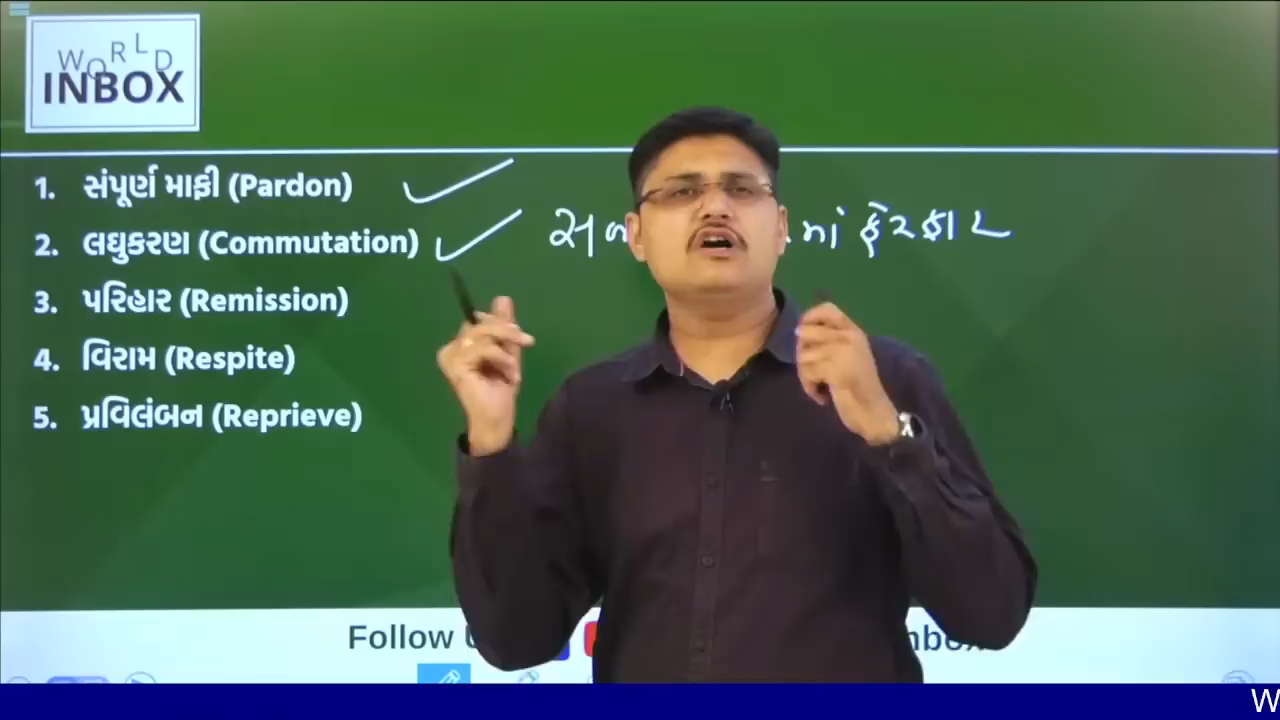 WORLD
INBOX
1. સંપૂર્ણ માફી (Pardon)
2. લઘુકરણ (Commutation)
માં ફેરફાર
3. પરિહાર (Remission)
4. વિરામ (Respite)
5. પ્રવિલંબન (Reprieve)
Follow
W